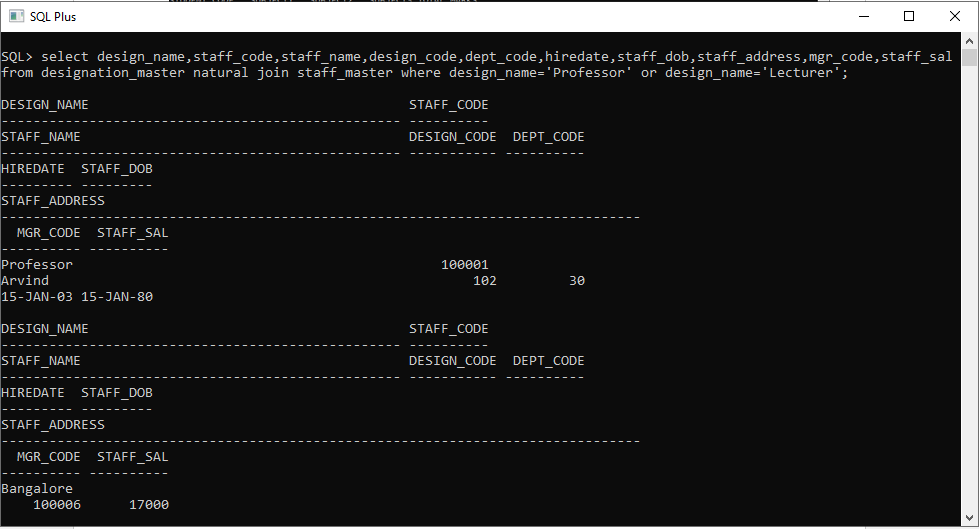 SQL Plus
SQL> select design_name,staff_code,staff_name,design_code,dept_code,hiredate,staff_dob,staff_address,mgr_code,staff_sal
from designation_master natural join staff_master where design_name='Professor' or design_name='Lecturer';
DESIGN_NAME                                        STAFF_CODE
-------------------------------------------------- ----------
STAFF_NAME                                         DESIGN_CODE  DEPT_CODE
-------------------------------------------------- ----------- ----------
HIREDATE  STAFF_DOB
--------- ---------
STAFF_ADDRESS
--------------------------------------------------------------------------------
  MGR_CODE  STAFF_SAL
---------- ----------
Professor                                              100001
Arvind                                                     102         30
15-JAN-03 15-JAN-80
DESIGN_NAME                                        STAFF_CODE
-------------------------------------------------- ----------
STAFF_NAME                                         DESIGN_CODE  DEPT_CODE
-------------------------------------------------- ----------- ----------
HIREDATE  STAFF_DOB
--------- ---------
STAFF_ADDRESS
--------------------------------------------------------------------------------
  MGR_CODE  STAFF_SAL
---------- ----------
Bangalore
    100006      17000